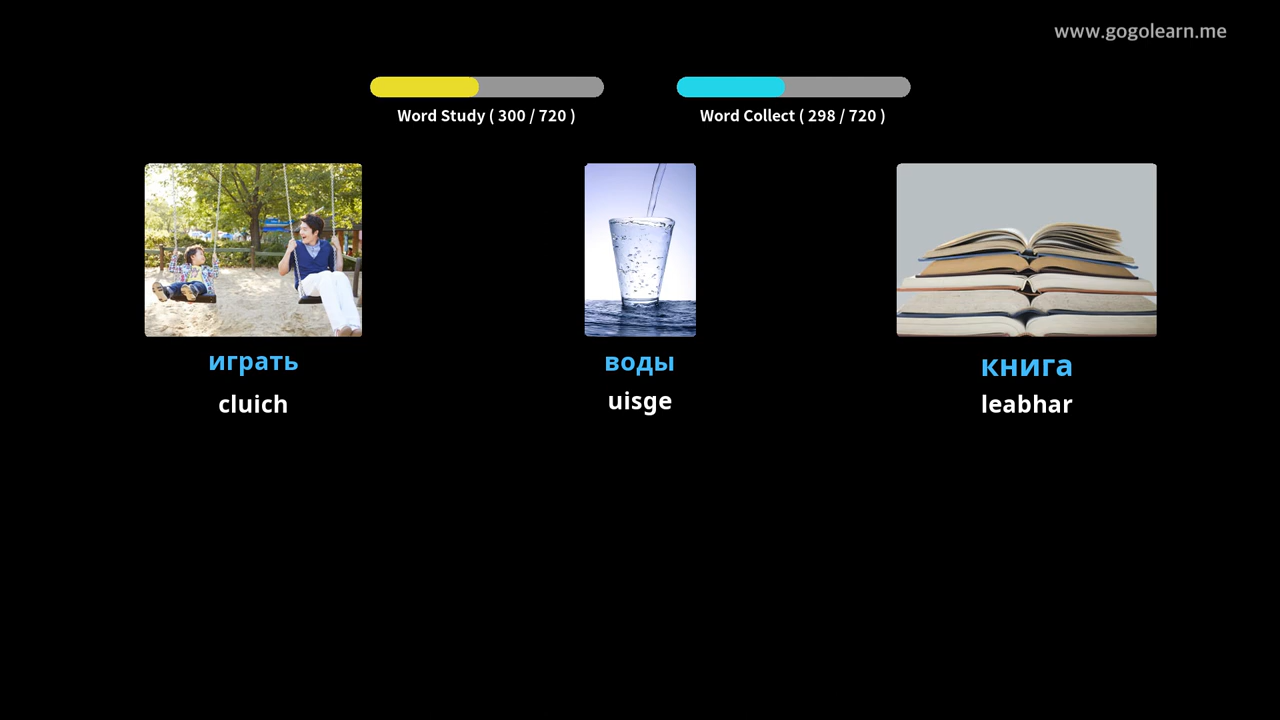 www.gogolearn.me
Word Study ( 300 / 720 )
Word Collect ( 298 / 720 )
играть
cluich
воды
uisge
книга
leabhar